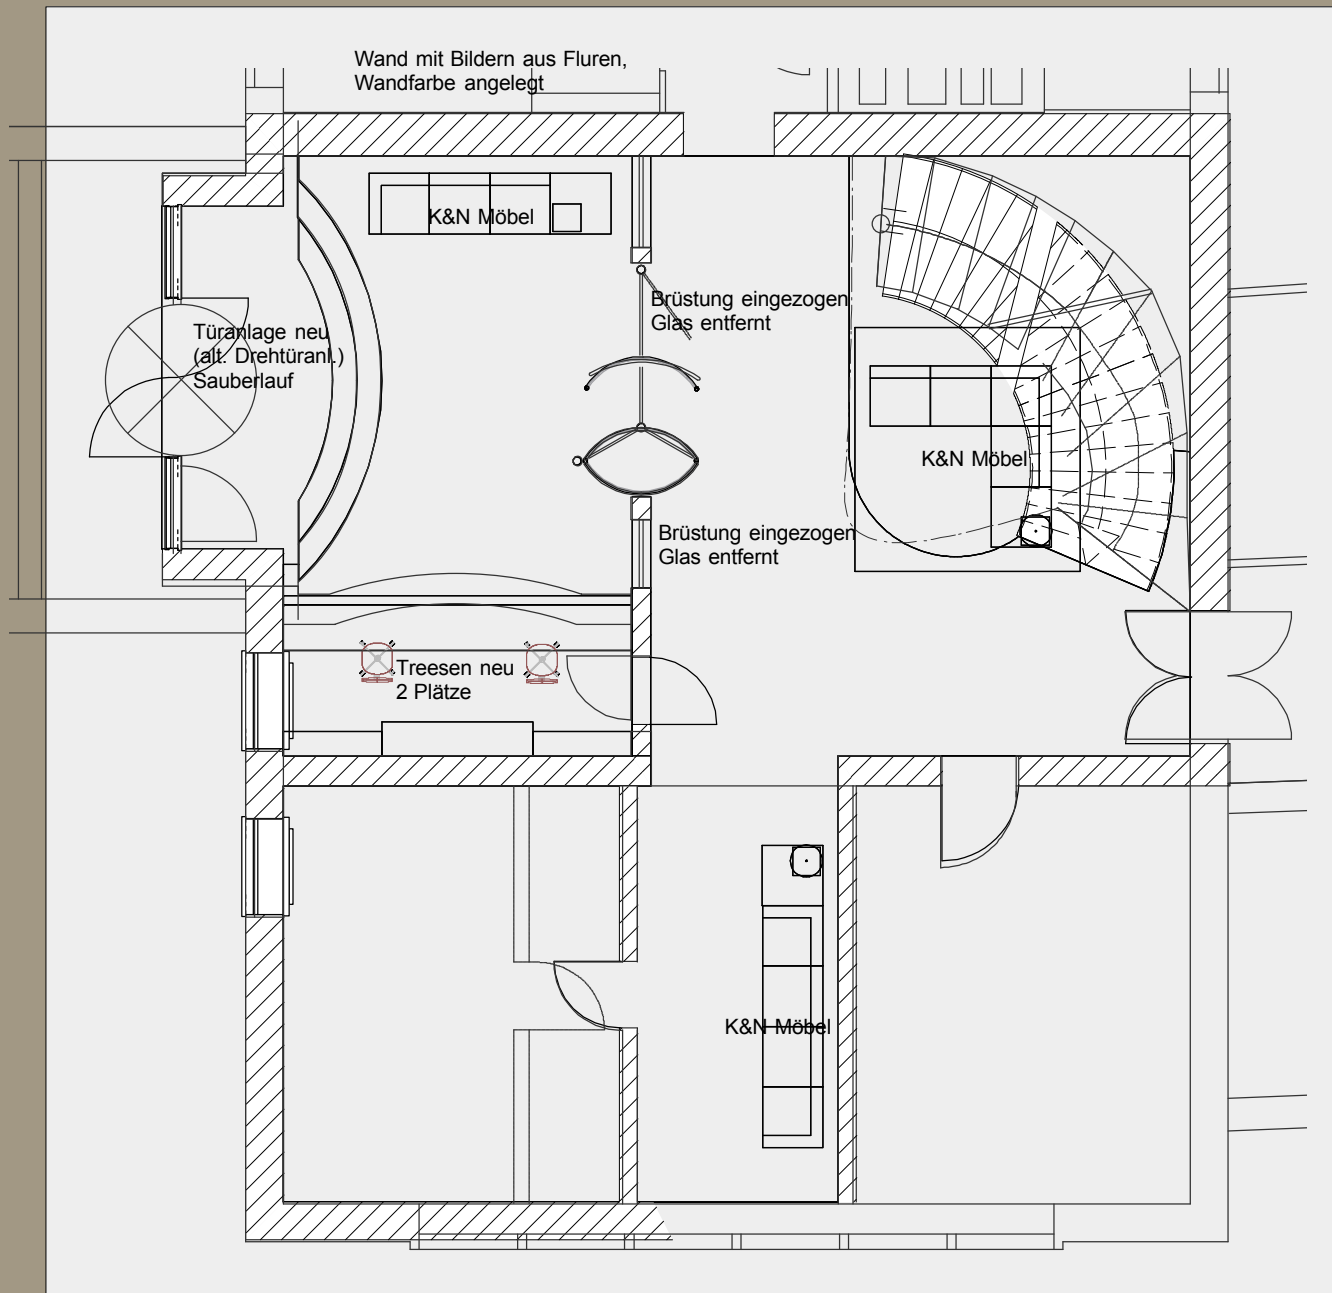 Wand mit Bildern aus Fluren,
Wandfarbe angelegt
K&N Möbel
Brüstung eingezogen
Glas entfernt
Türanlage neu
(alt. Drehtüranl.)
Sauberlauf
K&N Möbel
Brüstung eingezogen
Glas entfernt
Treesen neu
2 Plätze
K&N Möbel